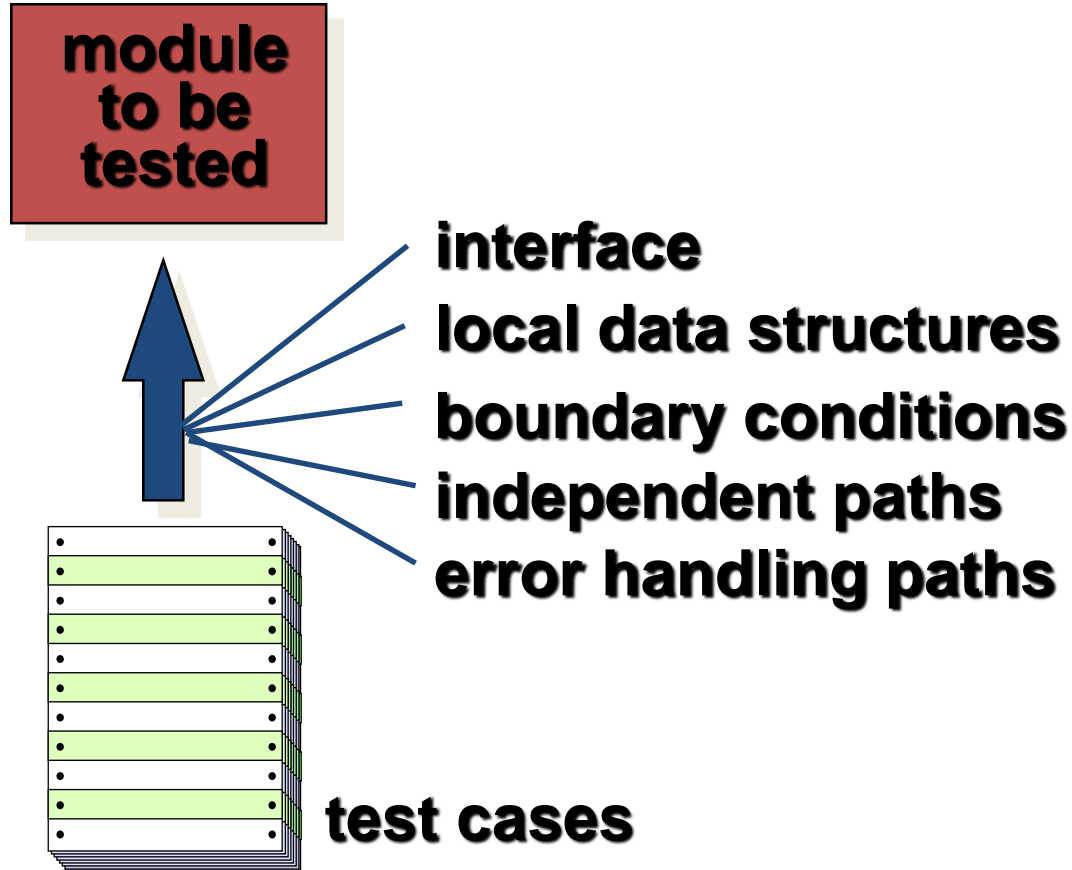 module
to be
tested
interface
local data structures
boundary conditions
independent paths
error handling paths
test cases